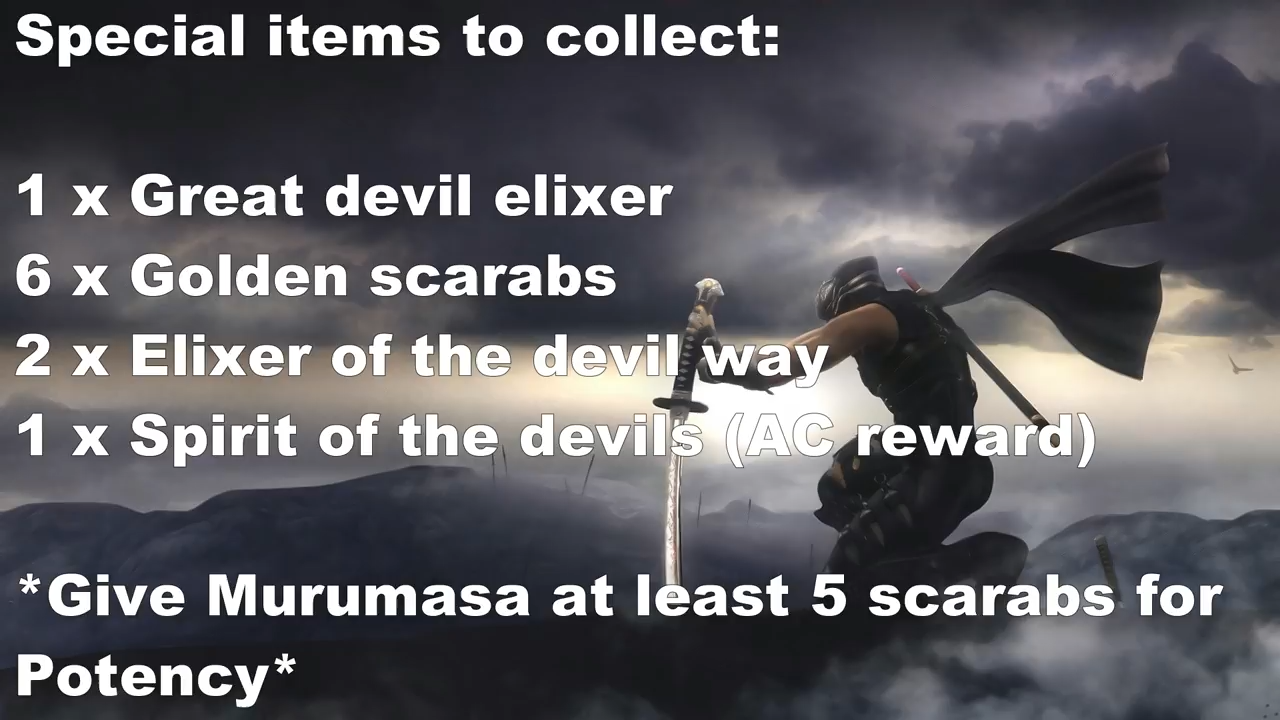 Special items to collect:
1 x Great devil elixer
6 x Golden scarabs
2 x Elixer of the devil way
1 x Spirit of the devils (AC reward)
*Give Murumasa at least 5 scarabs for
Potency*